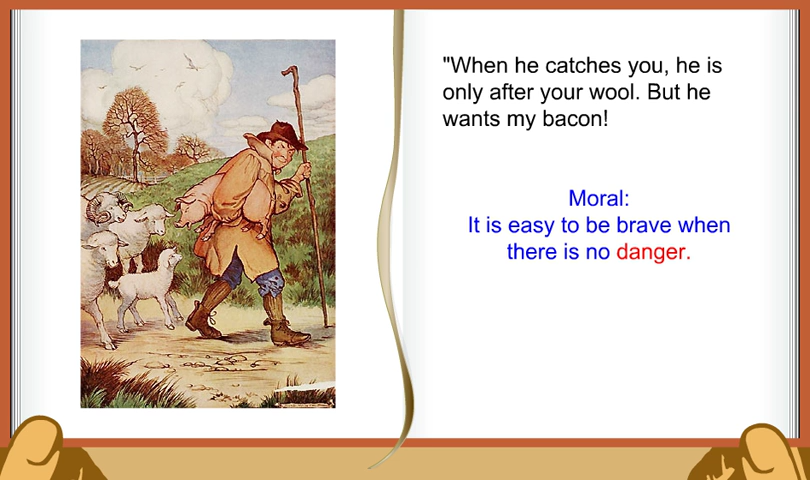 "When he catches you, he is
only after your wool. But he
wants my bacon!
Moral:
It is easy to be brave when
there is no danger.